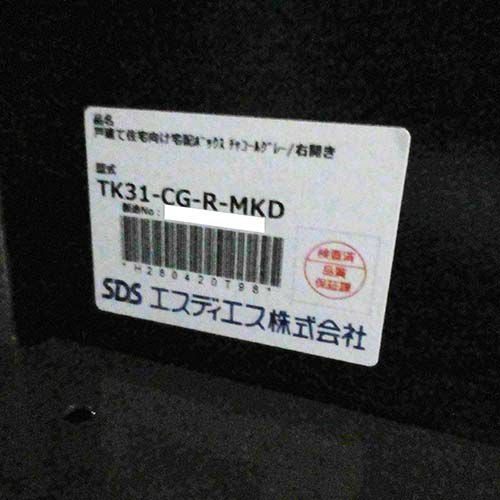 品名
戸建て住宅向け宅配ボックス チャコールグレー/右開き
型式
TK31-CG-R-MKD
製造No:
*H280420798*
SDS エスディエス株式会社
検査済
品質
保証課